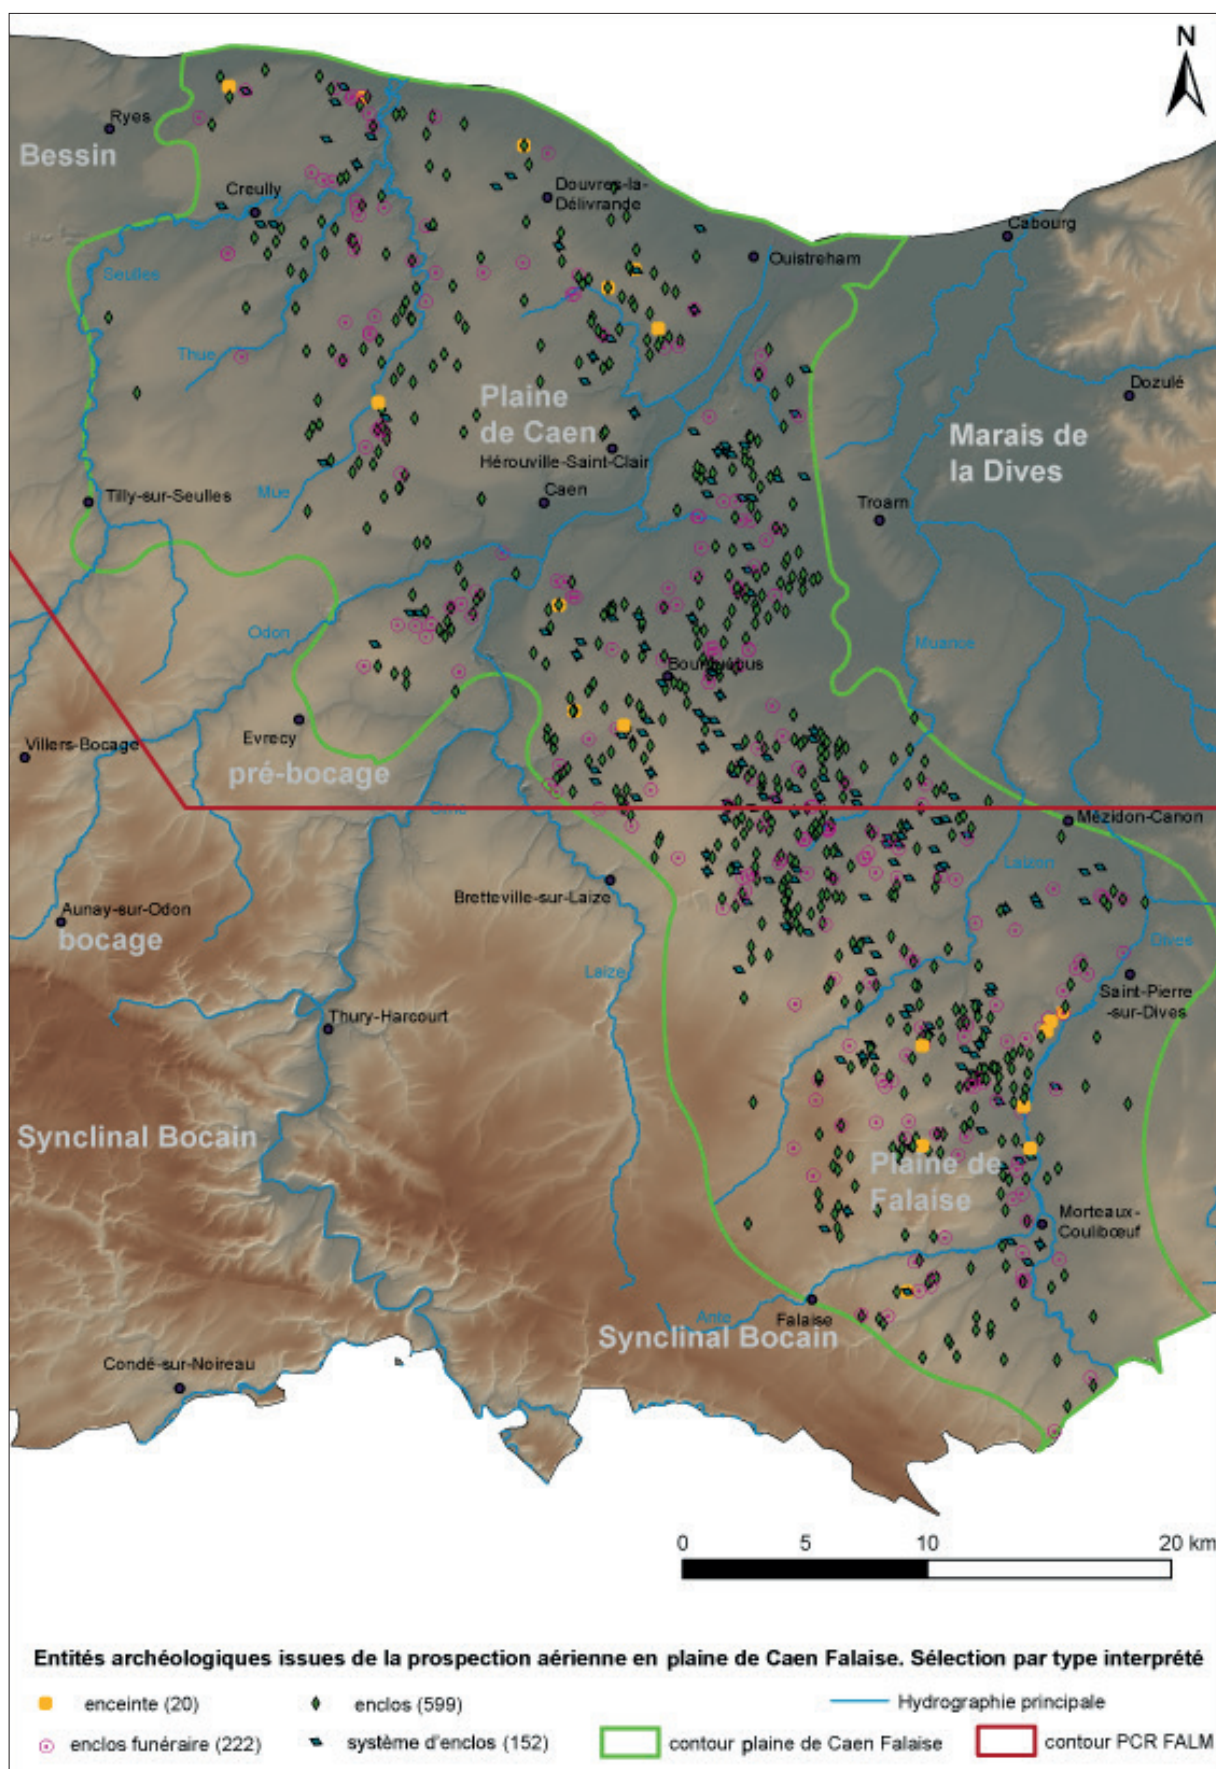 N
Ryes
Bessin
Creully
Douvres-la-
Délivrande
Cabourg
Ouistreham
Seulles
Thue
Dozulé
Plaine
de Caen
Marais de
la Dives
Hérouville-Saint-Clair
Tilly-sur-Seulles
Mue
Caen
Troarn
Odon
Muance
Bourguébus
Evrecy
Villers-Bocage
pré-bocage
Orne
Mézidon-Canon
Laizon
Bretteville-sur-Laize
Aunay-sur-Odon
bocage
Dives
Laize
Saint-Pierre
-sur-Dives
Thury-Harcourt
Synclinal Bocain
Plaine de
Falaise
Morteaux-
Coulibœuf
Ante
Falaise
Synclinal Bocain
Condé-sur-Noireau
0 5 10 20 km
Entités archéologiques issues de la prospection aérienne en plaine de Caen Falaise. Sélection par type interprété
enceinte (20)
enclos (599)
Hydrographie principale
enclos funéraire (222)
système d'enclos (152)
contour plaine de Caen Falaise
contour PCR FALM